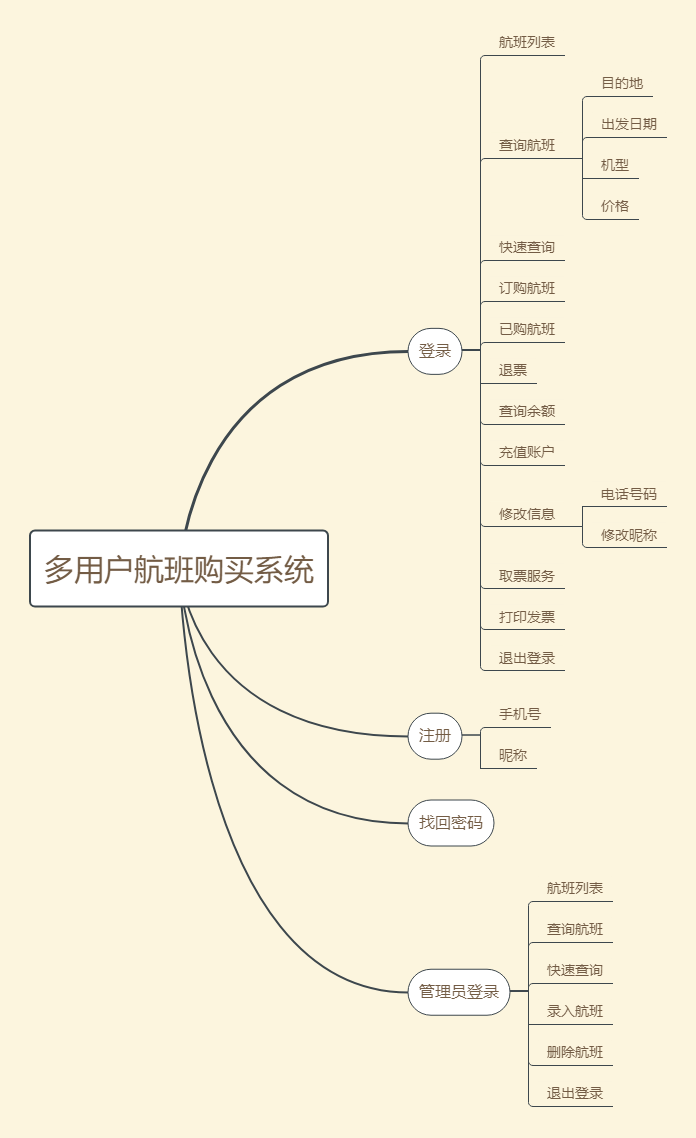 多用户航班购买系统
登录
航班列表
查询航班
目的地
出发日期
机型
价格
快速查询
订购航班
已购航班
退票
查询余额
充值账户
修改信息
电话号码
修改昵称
取票服务
打印发票
退出登录
注册
手机号
昵称
找回密码
管理员登录
航班列表
查询航班
快速查询
录入航班
删除航班
退出登录